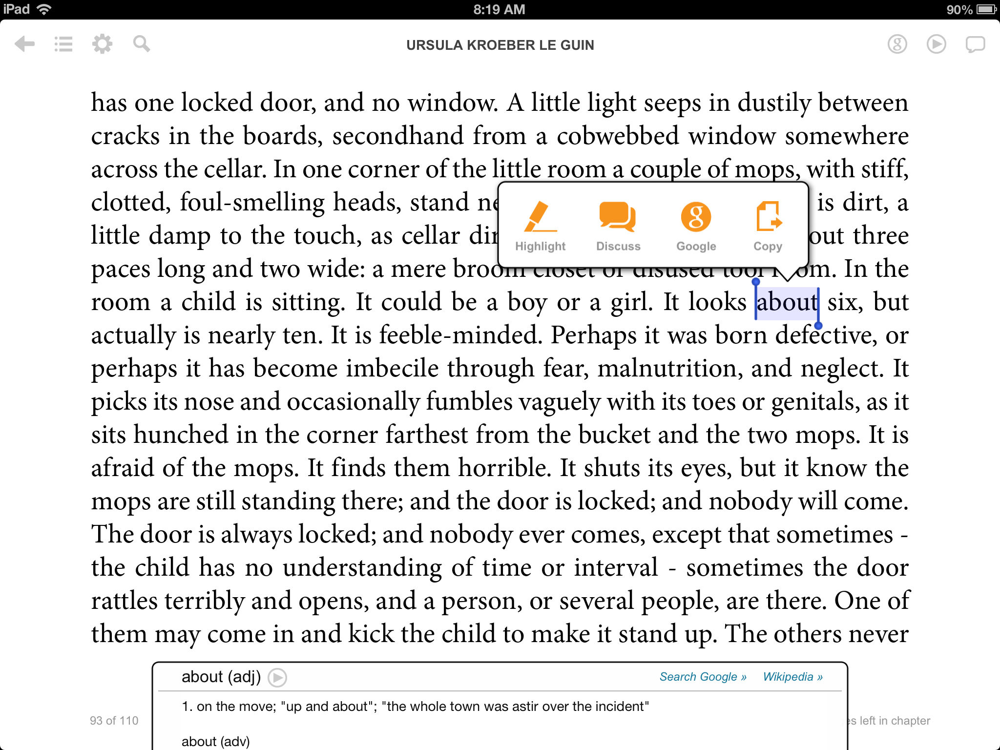 iPad 8:19 AM 90%
URSULA KROEBER LE GUIN
has one locked door, and no window. A little light seeps in dustily between
cracks in the boards, secondhand from a cobwebbed window somewhere
across the cellar. In one corner of the little room a couple of mops, with stiff,
clotted, foul-smelling heads, stand is dirt, a
little damp to the touch, as cellar three
paces long and two wide: a mere broom closet or disused tool room. In the
room a child is sitting. It could be a boy or a girl. It looks about six, but
actually is nearly ten. It is feeble-minded. Perhaps it was born defective, or
perhaps it has become imbecile through fear, malnutrition, and neglect. It
picks its nose and occasionally fumbles vaguely with its toes or genitals, as it
sits hunched in the corner farthest from the bucket and the two mops. It is
afraid of the mops. It finds them horrible. It shuts its eyes, but it know the
mops are still standing there; and the door is locked; and nobody will come.
The door is always locked; and nobody ever comes, except that sometimes -
the child has no understanding of time or interval - sometimes the door
rattles terribly and opens, and a person, or several people, are there. One of
them may come in and kick the child to make it stand up. The others never
Highlight Discuss Google Copy
about (adj) Search Google » Wikipedia »
1. on the move; "up and about"; "the whole town was astir over the incident"
about (adv)
93 of 110 left in chapter